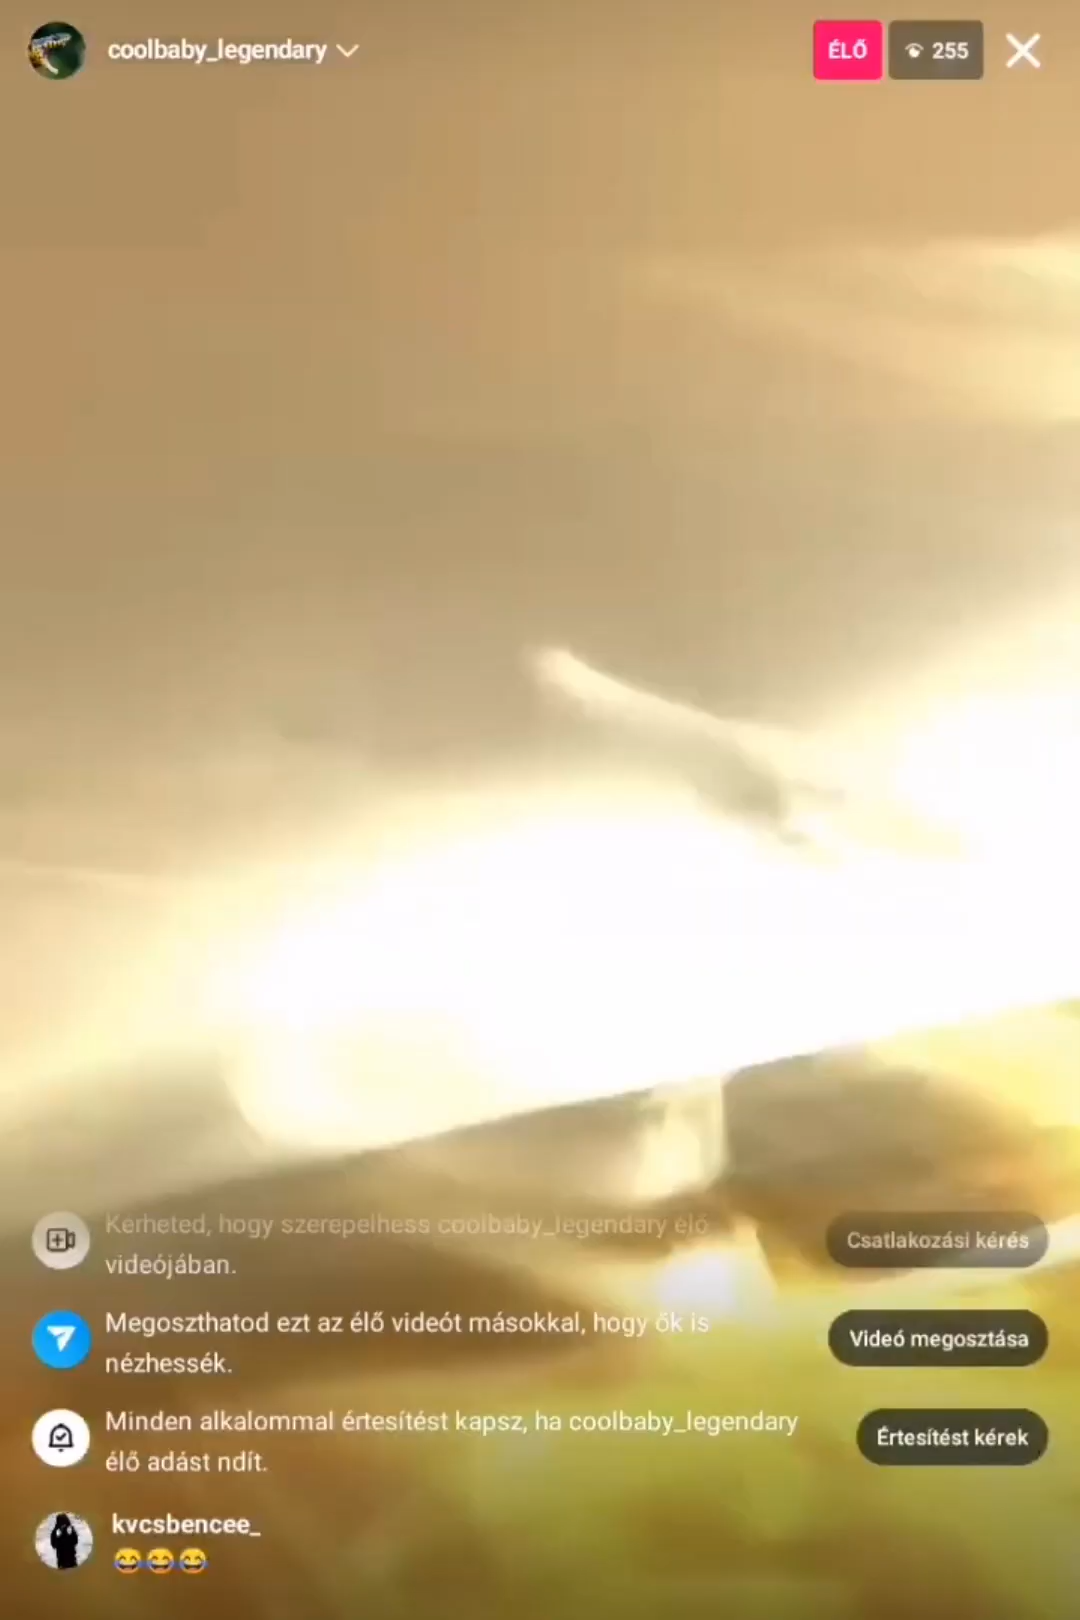 coolbaby_legendary
ÉLŐ
255
Kérheted, hogy szerepelhess coolbaby_legendary élő
videójában.
Csatlakozási kérés
Megoszthatod ezt az élő videót másokkal, hogy ők is
nézhessék.
Videó megosztása
Minden alkalommal értesítést kapsz, ha coolbaby_legendary
élő adást ndít.
Értesítést kérek
kvcsbencee_
😂😂😂